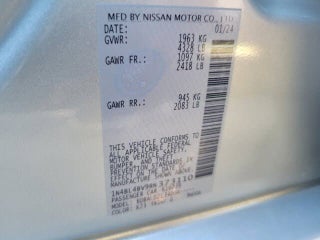 MFD BY NISSAN MOTOR CO., LTD
DATE: 01/24
GVWR: 1963 KG
4328 LB
GAWR FR.: 1097 KG
2418 LB
GAWR RR.: 945 KG
2083 LB
THIS VEHICLE CONFORMS TO
ALL APPLICABLE FEDERAL
MOTOR VEHICLE SAFETY,
BUMPER, AND THEFT
PREVENTION STANDARDS IN
EFFECT ON THE DATE OF
MANUFACTURE SHOWN ABOVE.
PASSENGER CAR
MODEL:
COLOR: